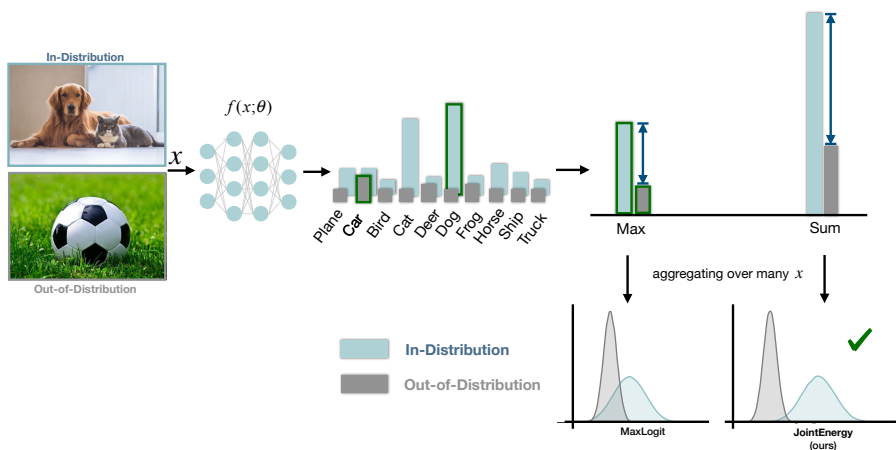 In-Distribution
Out-of-Distribution
x
f(x;θ)
Plane
Car
Bird
Cat
Deer
Dog
Frog
Horse
Ship
Truck
Max
Sum
aggregating over many x
In-Distribution
Out-of-Distribution
MaxLogit
JointEnergy
(ours)